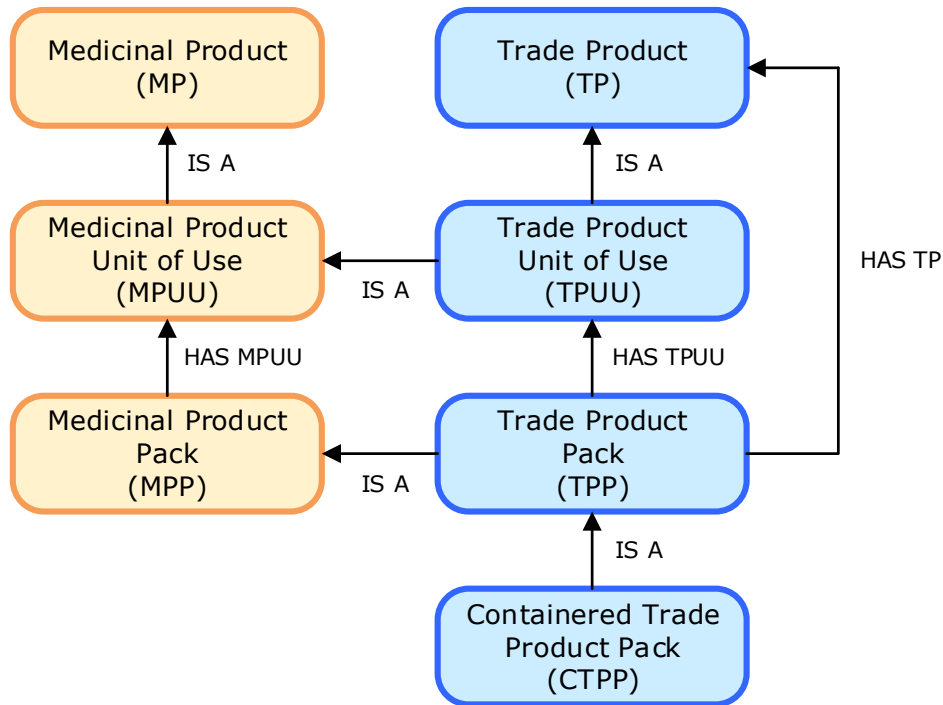 Medicinal Product
(MP)
Trade Product
(TP)
IS A
IS A
Medicinal Product
Unit of Use
(MPUU)
IS A
Trade Product
Unit of Use
(TPUU)
HAS TP
HAS MPUU
HAS TPUU
Medicinal Product
Pack
(MPP)
IS A
Trade Product
Pack
(TPP)
IS A
Containered Trade
Product Pack
(CTPP)